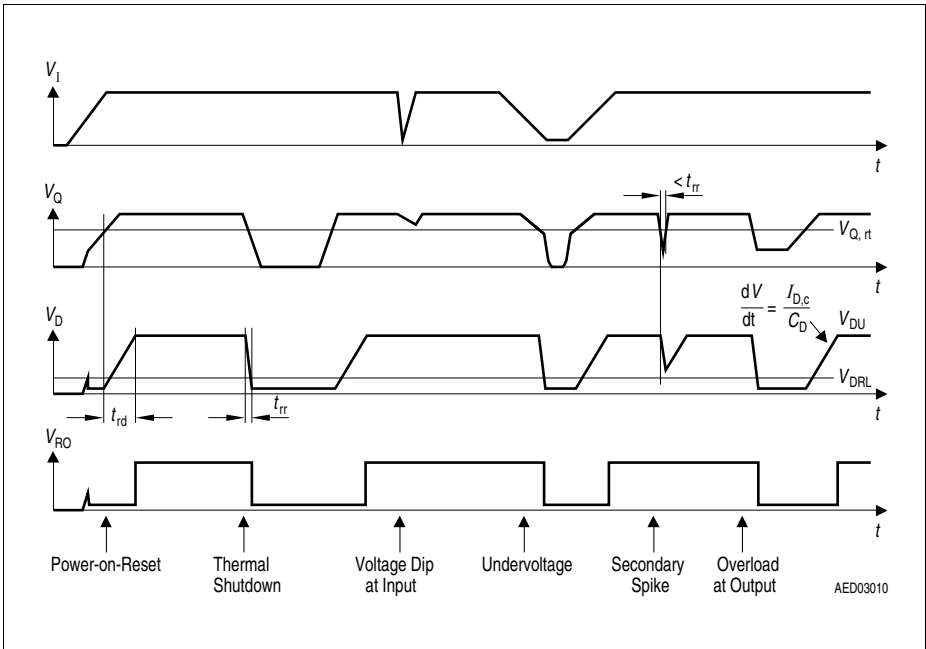 V_I
t
V_Q
< t_rr
V_Q, rt
t
V_D
dV/dt = I_D,c/C_D
V_DU
V_DRL
t_rd
t_rr
t
V_RO
t
Power-on-Reset
Thermal
Shutdown
Voltage Dip
at Input
Undervoltage
Secondary
Spike
Overload
at Output
AED03010